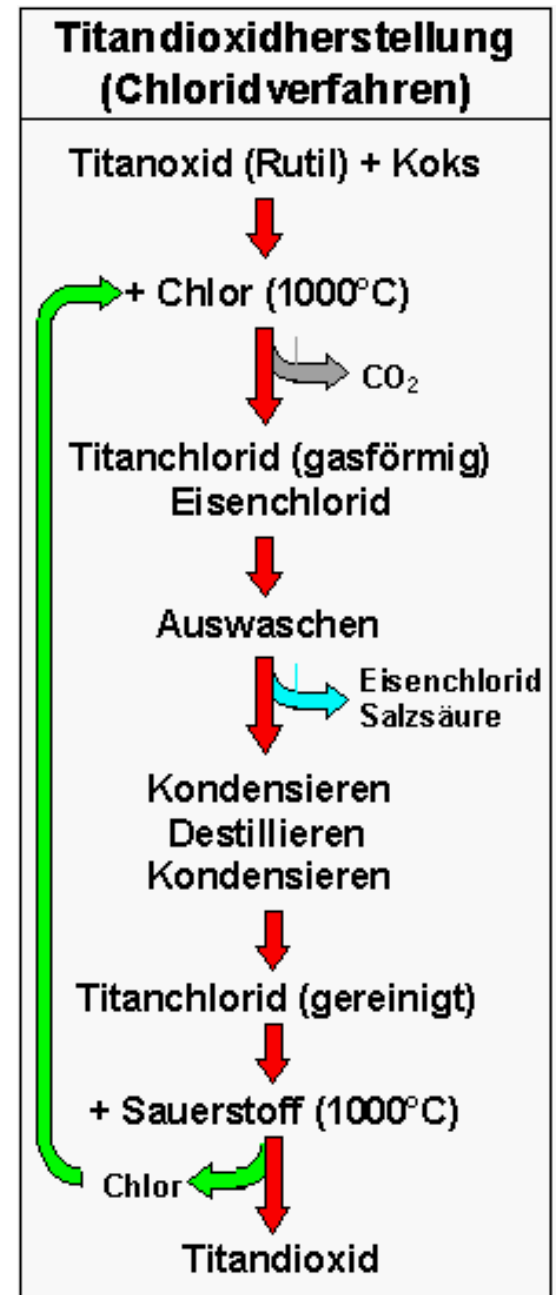 Titandioxidherstellung
(Chloridverfahren)
Titanoxid (Rutil) + Koks
+ Chlor (1000°C)
CO₂
Titanchlorid (gasförmig)
Eisenchlorid
Auswaschen
Eisenchlorid
Salzsäure
Kondensieren
Destillieren
Kondensieren
Titanchlorid (gereinigt)
+ Sauerstoff (1000°C)
Chlor
Titandioxid